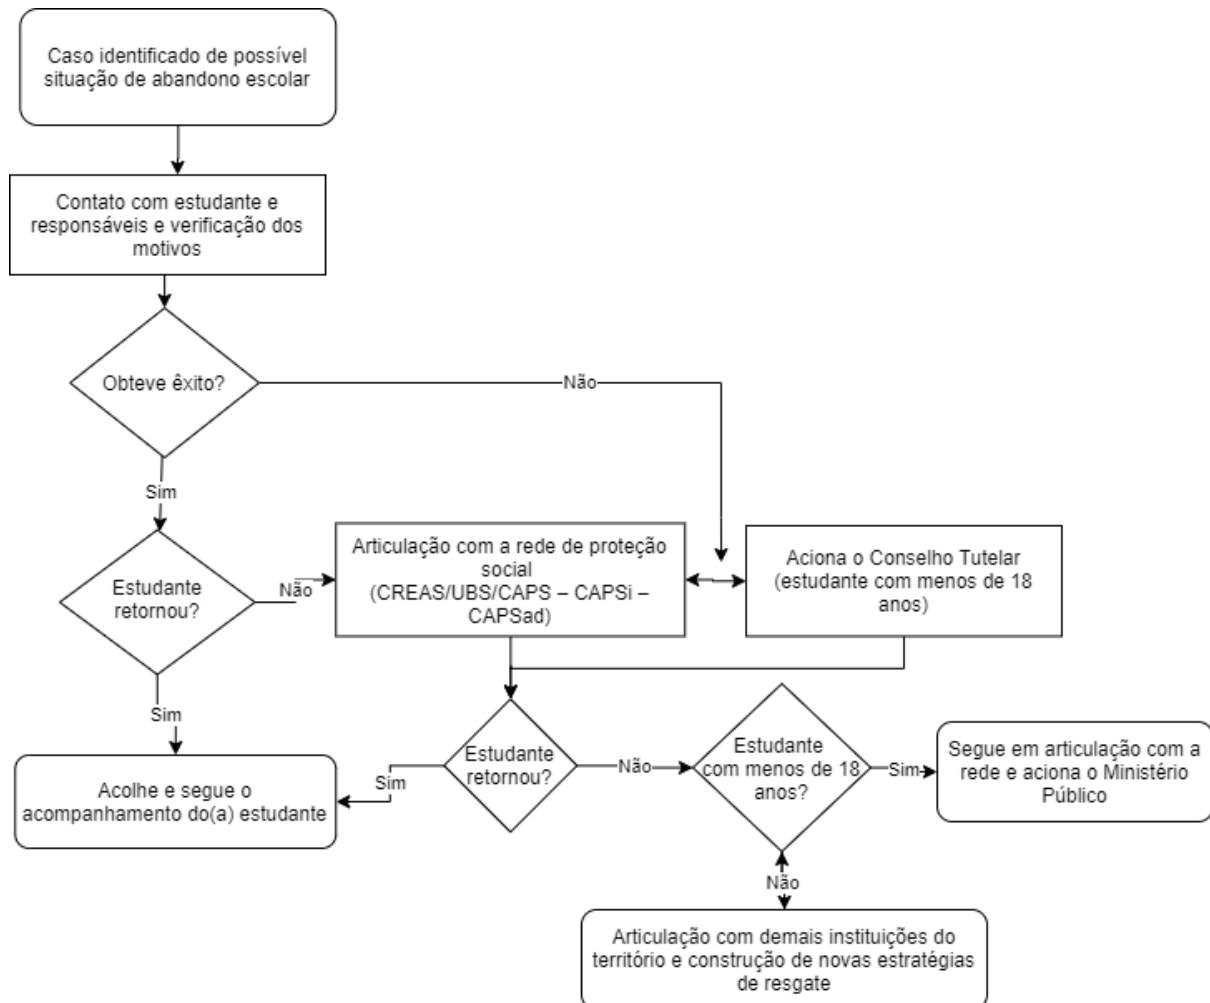 Caso identificado de possível
situação de abandono escolar
Contato com estudante e
responsáveis e verificação dos
motivos
Obteve êxito?
Não
Sim
Estudante
retornou?
Não
Articulação com a rede de proteção
social
(CREAS/UBS/CAPS – CAPSi –
CAPSad)
Aciona o Conselho Tutelar
(estudante com menos de 18
anos)
Sim
Acolhe e segue o
acompanhamento do(a) estudante
Sim
Estudante
retornou?
Não
Estudante
com menos de 18
anos?
Sim
Segue em articulação com a
rede e aciona o Ministério
Público
Não
Articulação com demais instituições do
território e construção de novas estratégias
de resgate